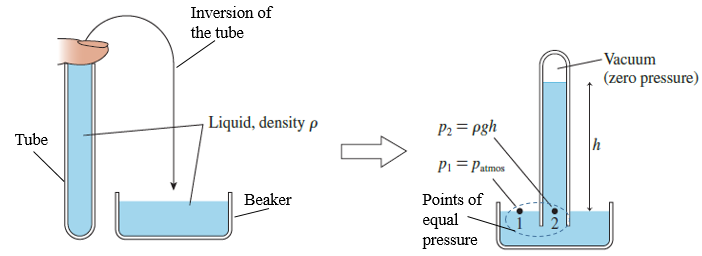 Inversion of
the tube
Tube
Liquid, density ρ
Beaker
Vacuum
(zero pressure)
h
p₂ = ρgh
p₁ = pₐₜₘₒₛ
Points of
equal
pressure
1
2